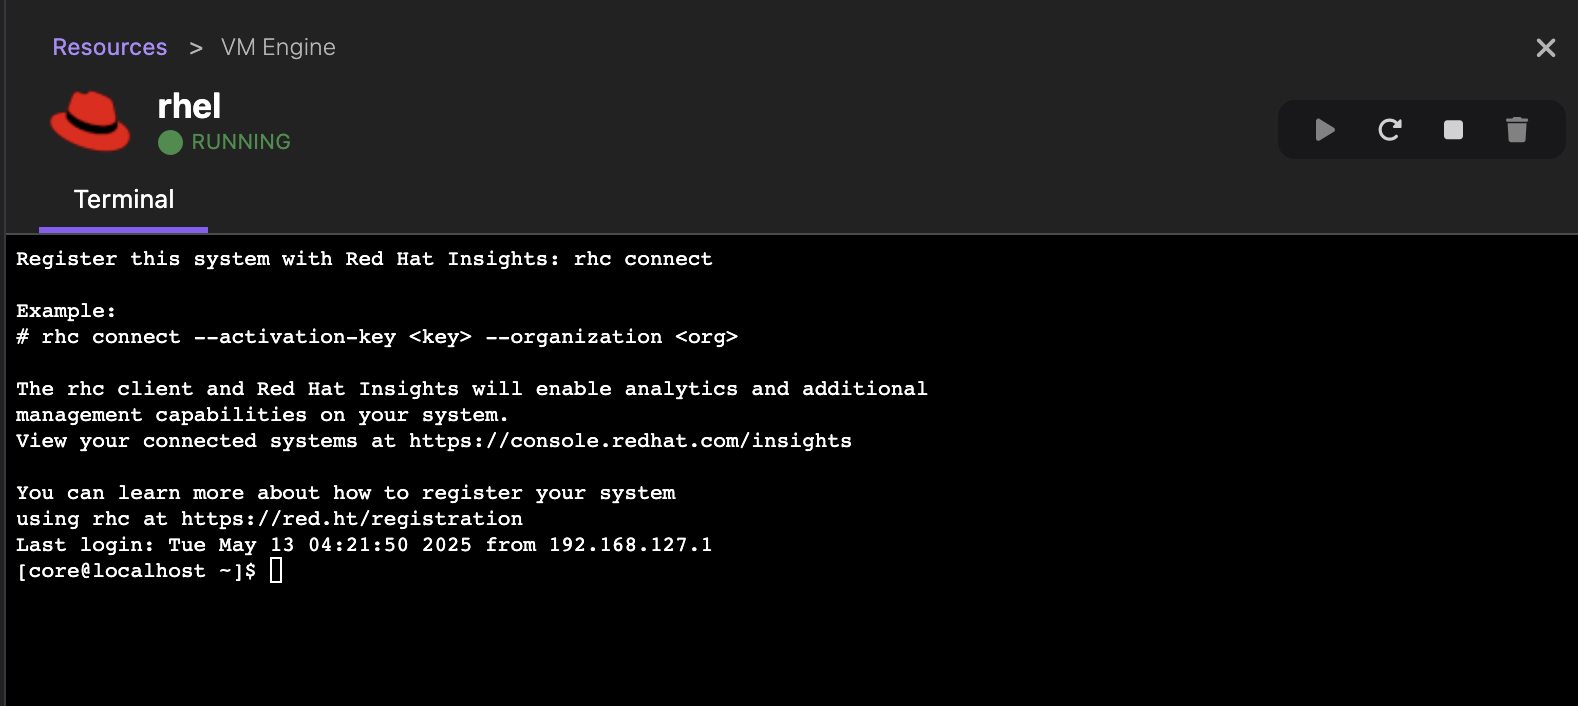 Resources > VM Engine
rhel
RUNNING
Terminal
Register this system with Red Hat Insights: rhc connect
Example:
# rhc connect --activation-key <key> --organization <org>
The rhc client and Red Hat Insights will enable analytics and additional
management capabilities on your system.
View your connected systems at https://console.redhat.com/insights
You can learn more about how to register your system
using rhc at https://red.ht/registration
Last login: Tue May 13 04:21:50 2025 from 192.168.127.1
[core@localhost ~]$